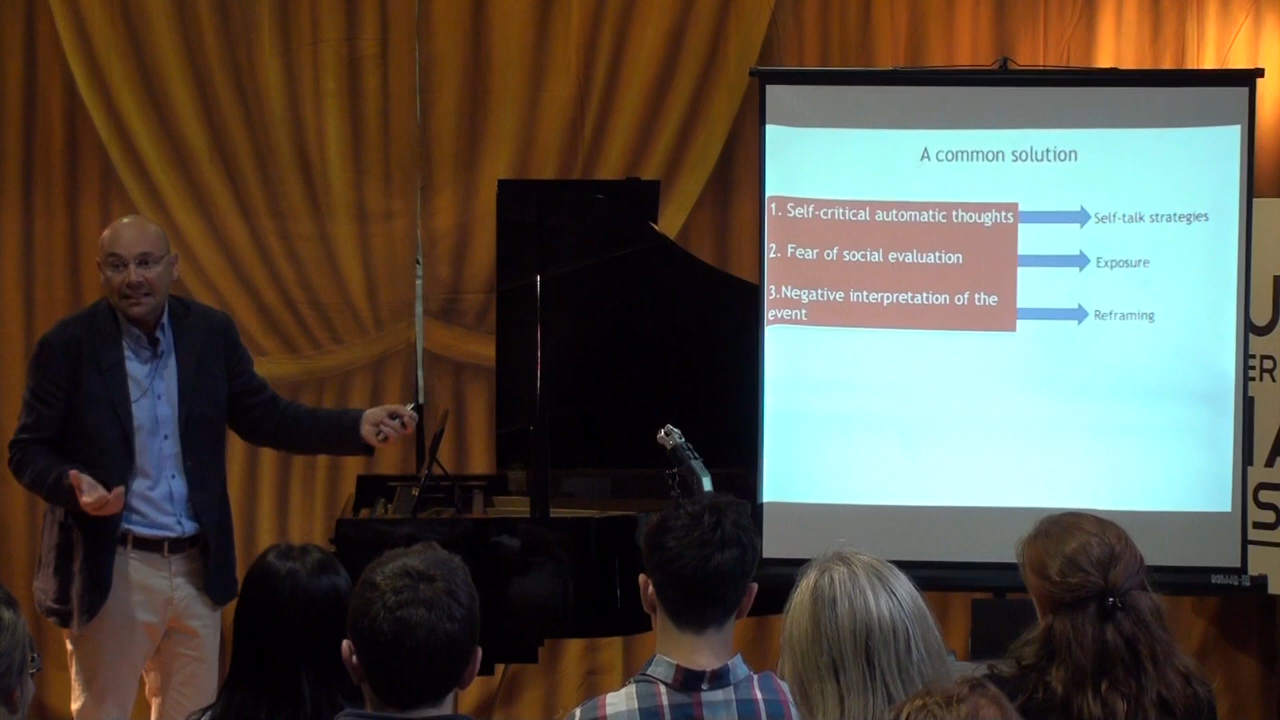 A common solution
1. Self-critical automatic thoughts
Self-talk strategies
2. Fear of social evaluation
Exposure
3.Negative interpretation of the
event
Reframing